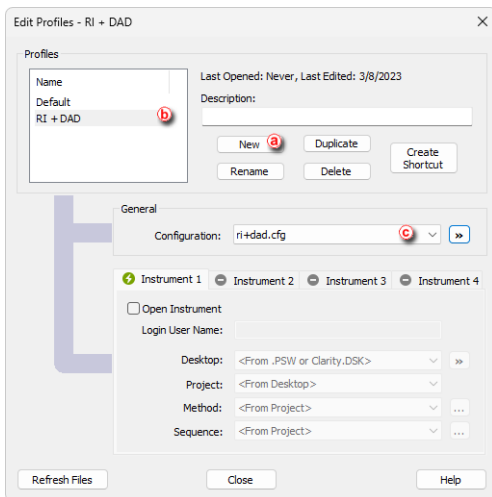 Edit Profiles - RI + DAD
Profiles
Name
Default
RI + DAD
b
Last Opened: Never, Last Edited: 3/8/2023
Description:
New
a
Duplicate
Create Shortcut
Rename
Delete
General
Configuration:
ri+dad.cfg
c
Instrument 1
Instrument 2
Instrument 3
Instrument 4
Open Instrument
Login User Name:
Desktop:
<From .PSW or Clarity.DSK>
Project:
<From Desktop>
Method:
<From Project>
...
Sequence:
<From Project>
...
Refresh Files
Close
Help